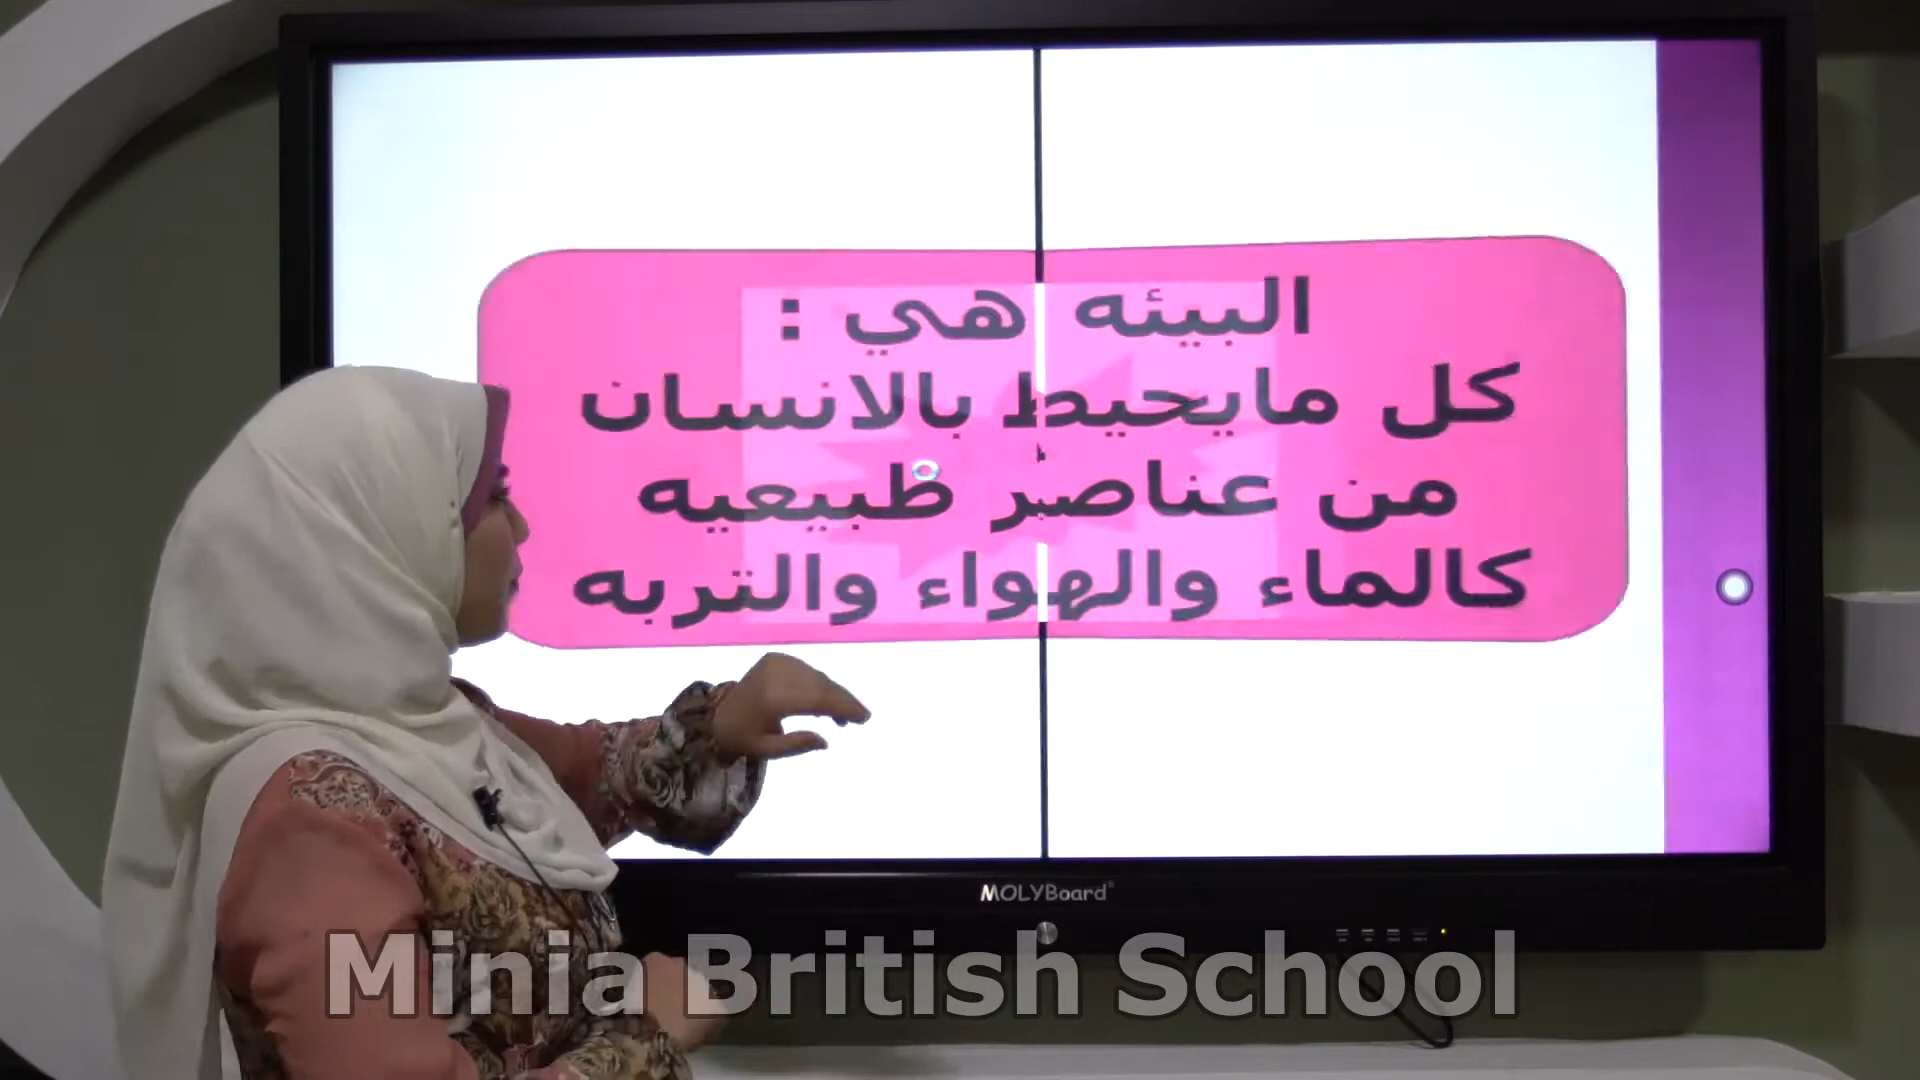 البيئه هي :
كل مايحيط بالانسان
من عناصر طبيعيه
كالماء والهواء والتربه
MOLYBoard
Minia British School